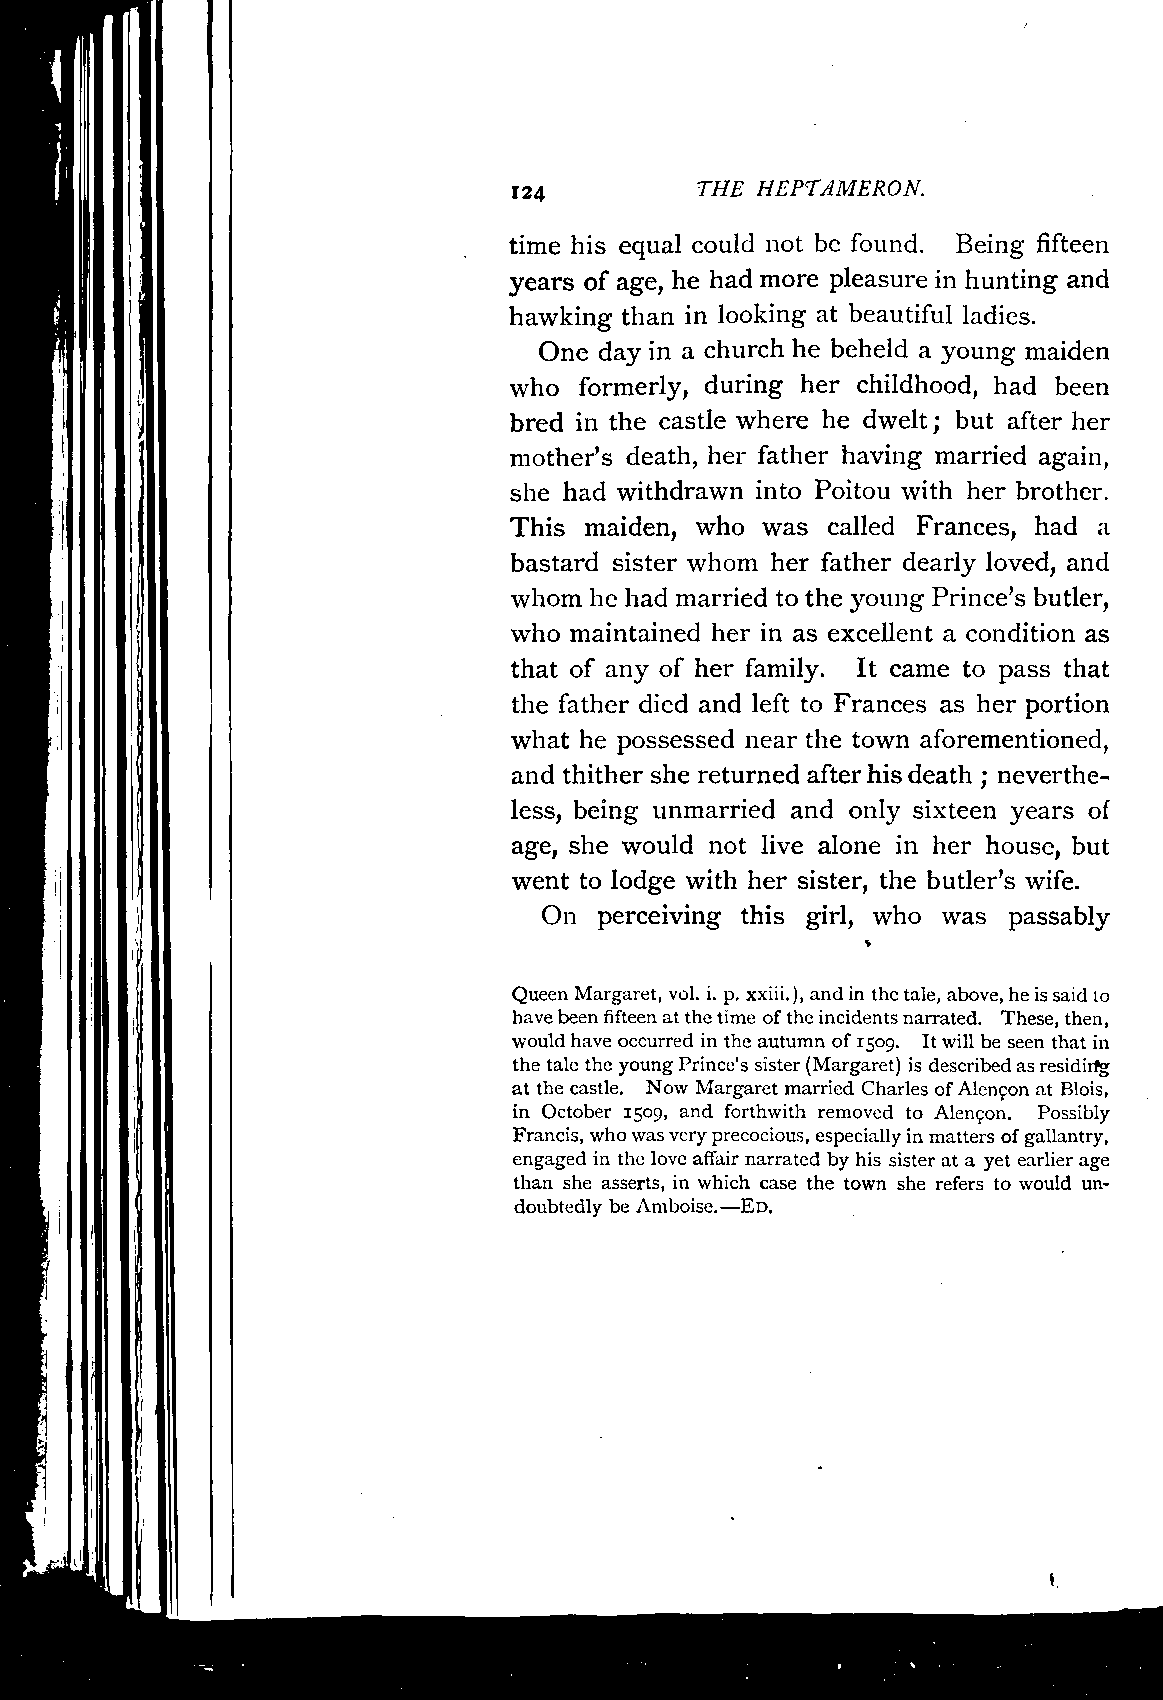 124 THE HEPTAMERON.
time his equal could not be found. Being fifteen
years of age, he had more pleasure in hunting and
hawking than in looking at beautiful ladies.
One day in a church he beheld a young maiden
who formerly, during her childhood, had been
bred in the castle where he dwelt; but after her
mother's death, her father having married again,
she had withdrawn into Poitou with her brother.
This maiden, who was called Frances, had a
bastard sister whom her father dearly loved, and
whom he had married to the young Prince's butler,
who maintained her in as excellent a condition as
that of any of her family. It came to pass that
the father died and left to Frances as her portion
what he possessed near the town aforementioned,
and thither she returned after his death ; neverthe-
less, being unmarried and only sixteen years of
age, she would not live alone in her house, but
went to lodge with her sister, the butler's wife.
On perceiving this girl, who was passably
Queen Margaret, vol. i. p. xxiii.), and in the tale, above, he is said to
have been fifteen at the time of the incidents narrated. These, then,
would have occurred in the autumn of 1509. It will be seen that in
the tale the young Prince's sister (Margaret) is described as residing
at the castle. Now Margaret married Charles of Alençon at Blois,
in October 1509, and forthwith removed to Alençon. Possibly
Francis, who was very precocious, especially in matters of gallantry,
engaged in the love affair narrated by his sister at a yet earlier age
than she asserts, in which case the town she refers to would un-
doubtedly be Amboise.—ED.